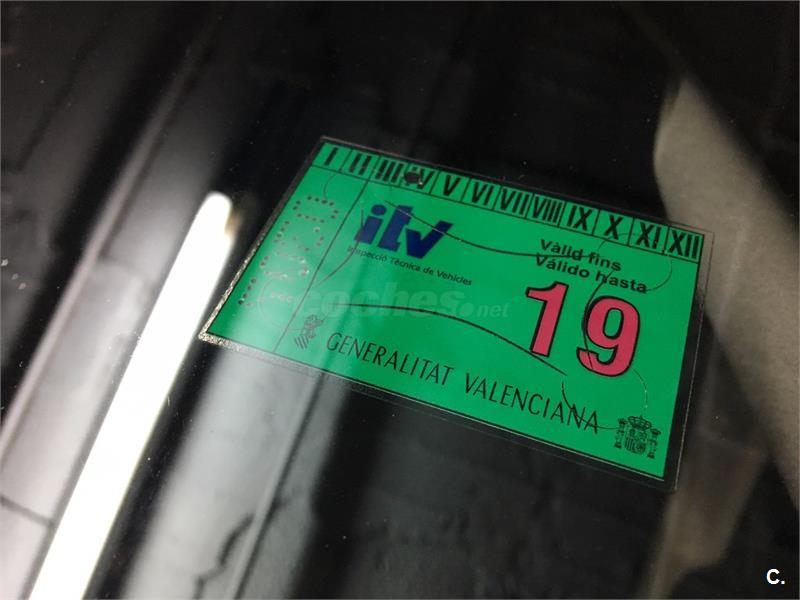 I II III IV V VI VII VIII IX X XI XII
itv
Inspecció Tècnica de Vehicles
Vàlid fins
Válido hasta
19
coches.net
GENERALITAT VALENCIANA
c.